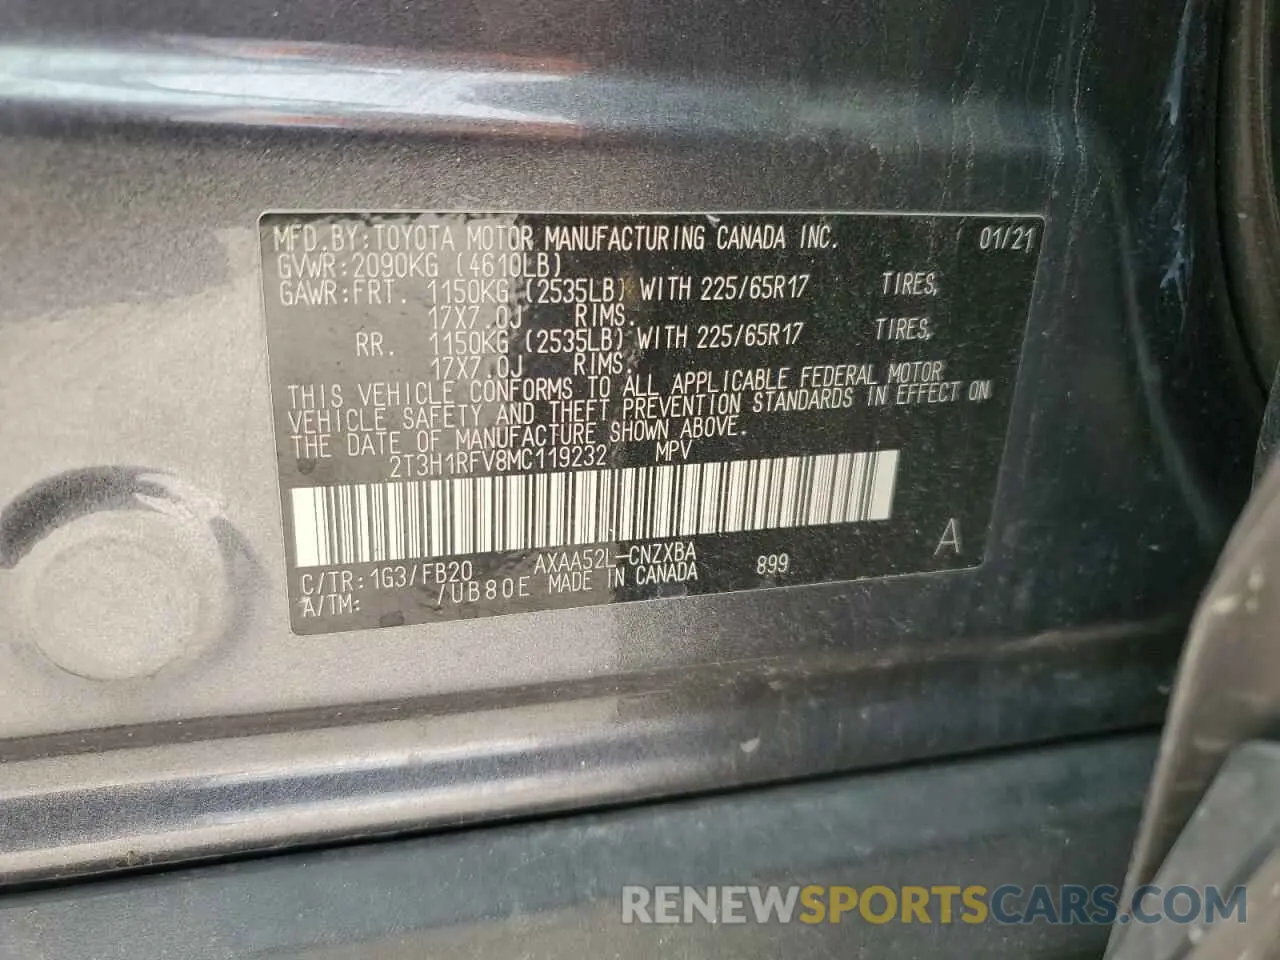 MFD.BY:TOYOTA MOTOR MANUFACTURING CANADA INC. 01/21
GVWR:2090KG (4610LB)
GAWR:FRT. 1150KG (2535LB) WITH 225/65R17 TIRES,
17X7.0J RIMS.
RR. 1150KG (2535LB) WITH 225/65R17 TIRES,
17X7.0J RIMS.
THIS VEHICLE CONFORMS TO ALL APPLICABLE FEDERAL MOTOR
VEHICLE SAFETY AND THEFT PREVENTION STANDARDS IN EFFECT ON
THE DATE OF MANUFACTURE SHOWN ABOVE.
2T3H1RFV8MC119232 MPV
A
C/TR:1G3/FB20 AXAA52L-CNZXBA 899
A/TM: /UB80E MADE IN CANADA
RENEWSPORTSCARS.COM